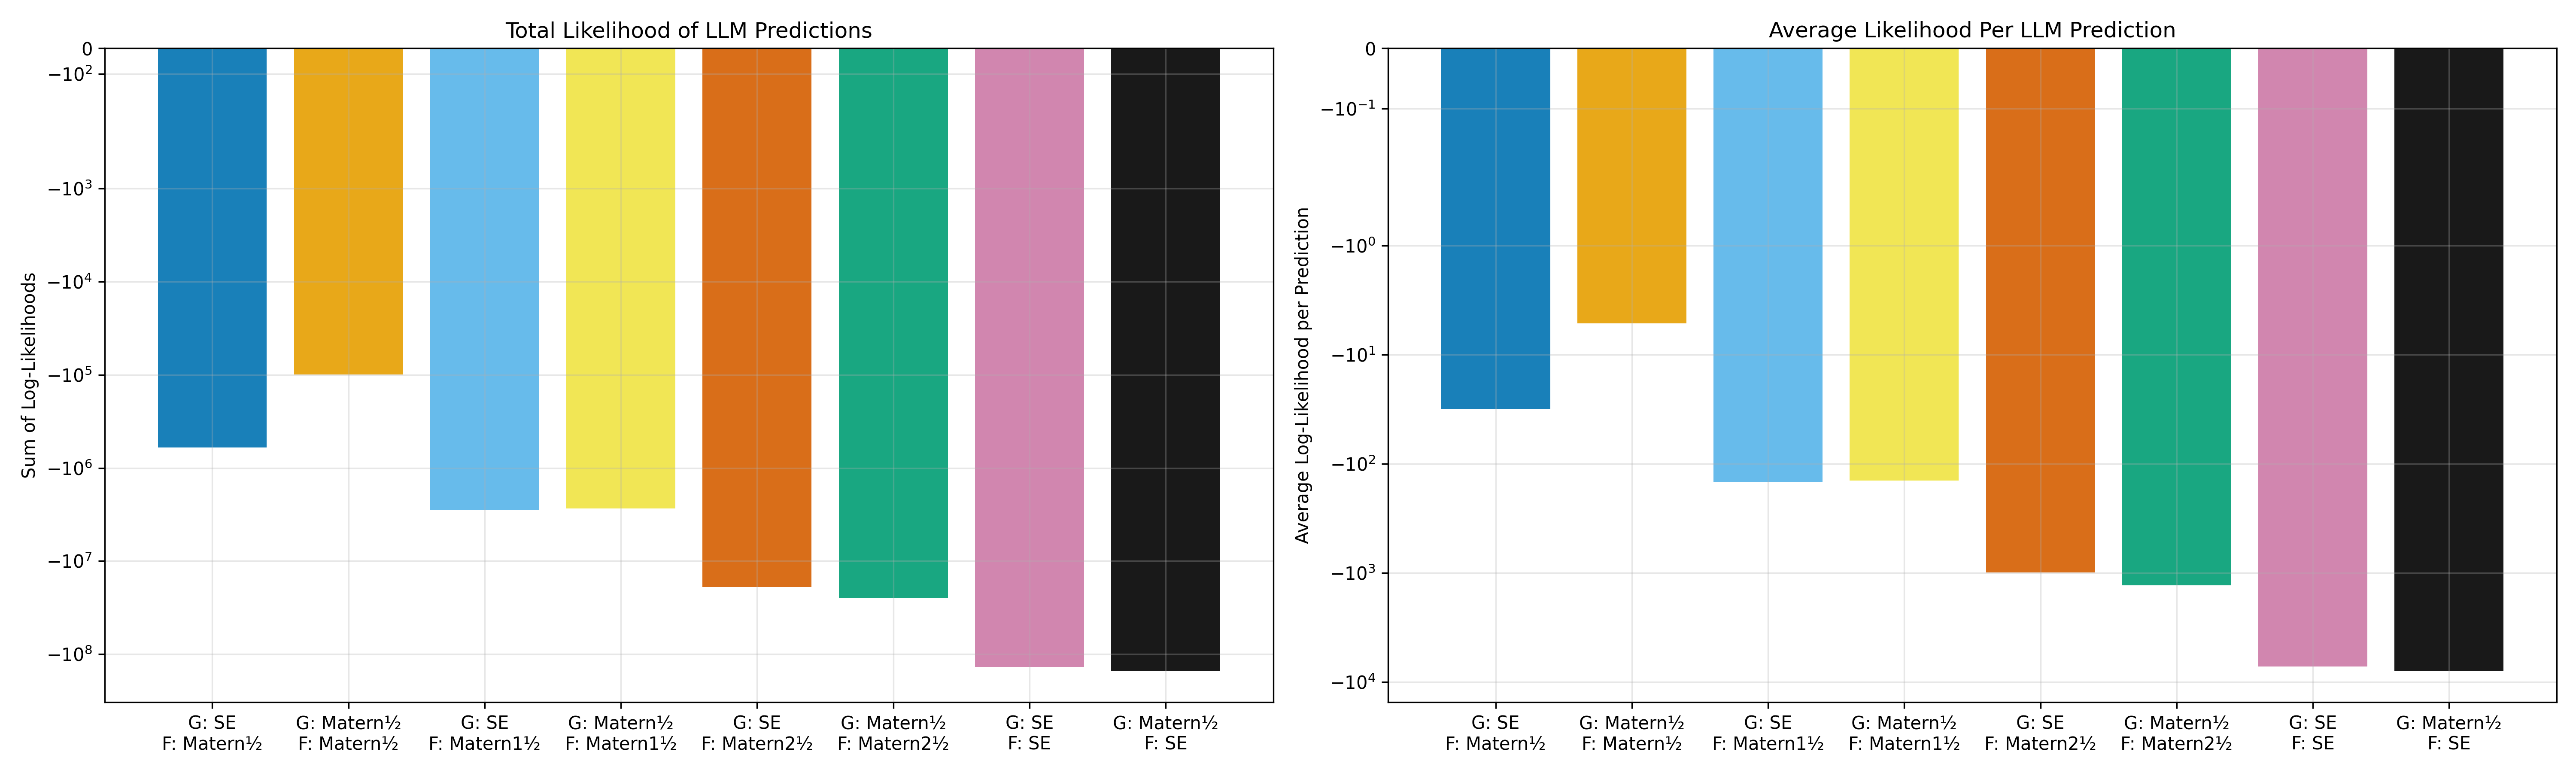 Total Likelihood of LLM Predictions
Sum of Log-Likelihoods
0
−10²
−10³
−10⁴
−10⁵
−10⁶
−10⁷
−10⁸
G: SE
F: Matern½
G: Matern½
F: Matern½
G: SE
F: Matern1½
G: Matern½
F: Matern1½
G: SE
F: Matern2½
G: Matern½
F: Matern2½
G: SE
F: SE
G: Matern½
F: SE
Average Likelihood Per LLM Prediction
Average Log-Likelihood per Prediction
0
−10⁻¹
−10⁰
−10¹
−10²
−10³
−10⁴
G: SE
F: Matern½
G: Matern½
F: Matern½
G: SE
F: Matern1½
G: Matern½
F: Matern1½
G: SE
F: Matern2½
G: Matern½
F: Matern2½
G: SE
F: SE
G: Matern½
F: SE